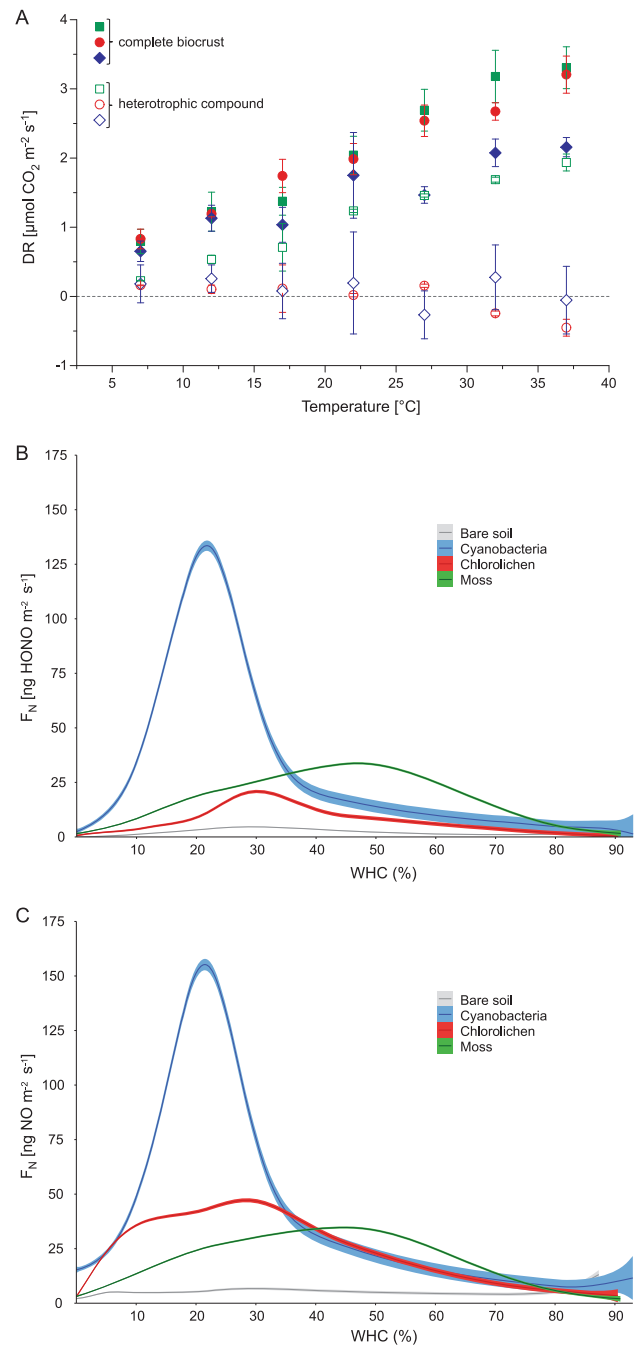 A
complete biocrust
heterotrophic compound
DR [µmol CO₂ m⁻² s⁻¹]
4
3
2
1
0
-1
5
10
15
20
25
30
35
40
Temperature [°C]
B
F_N [ng HONO m⁻² s⁻¹]
175
150
125
100
75
50
25
0
Bare soil
Cyanobacteria
Chlorolichen
Moss
10
20
30
40
50
60
70
80
90
WHC (%)
C
F_N [ng NO m⁻² s⁻¹]
175
150
125
100
75
50
25
0
Bare soil
Cyanobacteria
Chlorolichen
Moss
10
20
30
40
50
60
70
80
90
WHC (%)